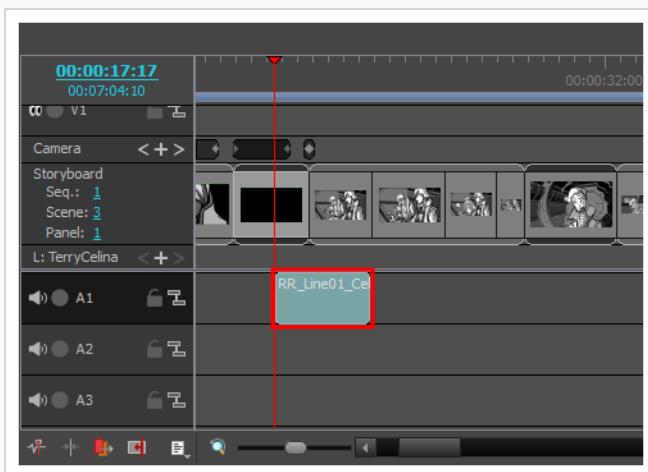 00:00:17:17
00:07:04:10
00:00:32:00
V1
Camera
Storyboard
Seq.: 1
Scene: 3
Panel: 1
L: TerryCelina
A1
RR_Line01_Cel
A2
A3